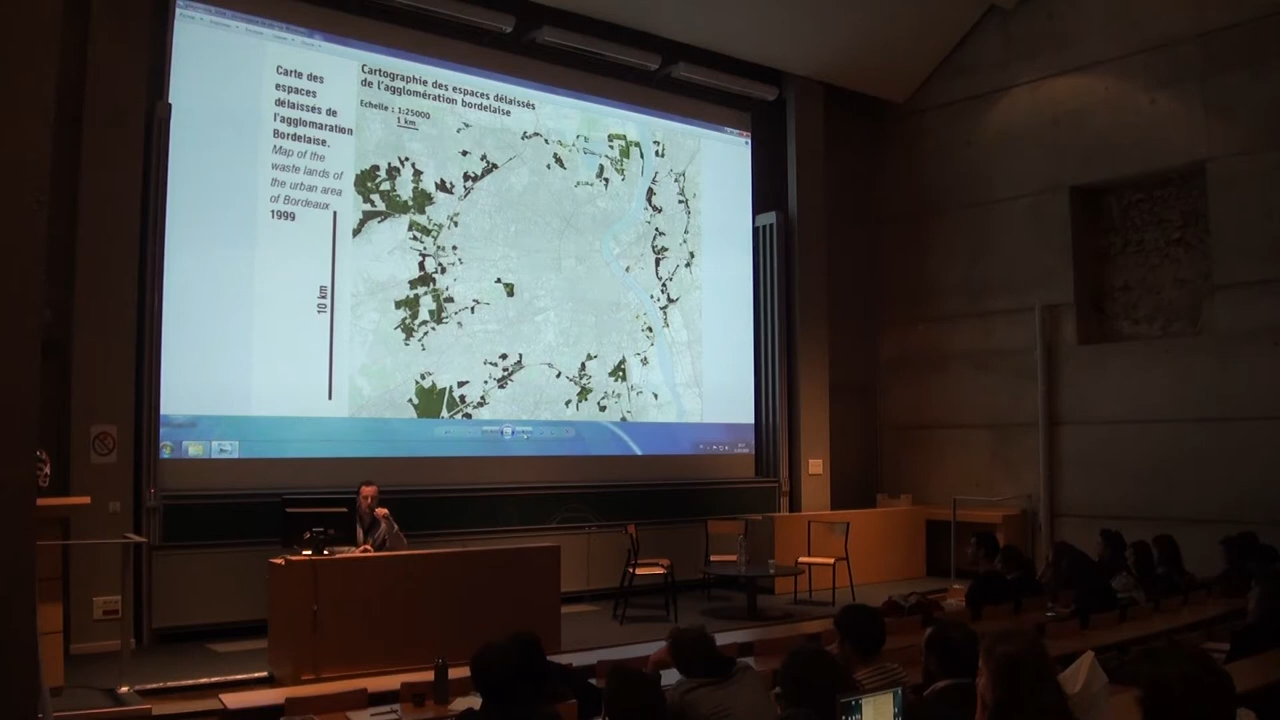 Carte des
espaces
délaissés de
l'agglomaration
Bordelaise.
Map of the
waste lands of
the urban area
of Bordeaux
1999
10 km
Cartographie des espaces délaissés
de l'agglomération bordelaise
Echelle : 1:25000
1 km